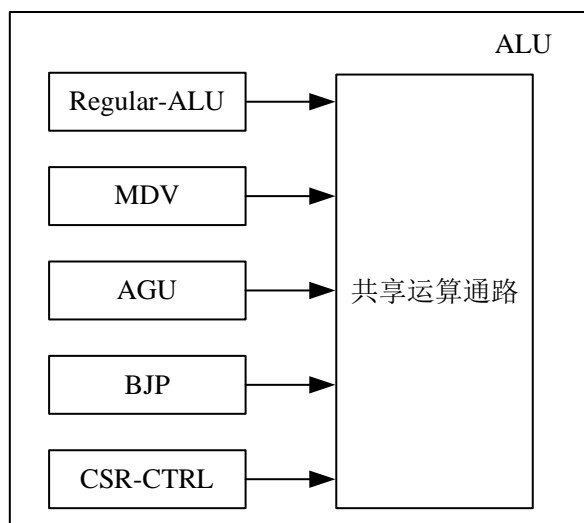 ALU
Regular-ALU
MDV
AGU
共享运算通路
BJP
CSR-CTRL